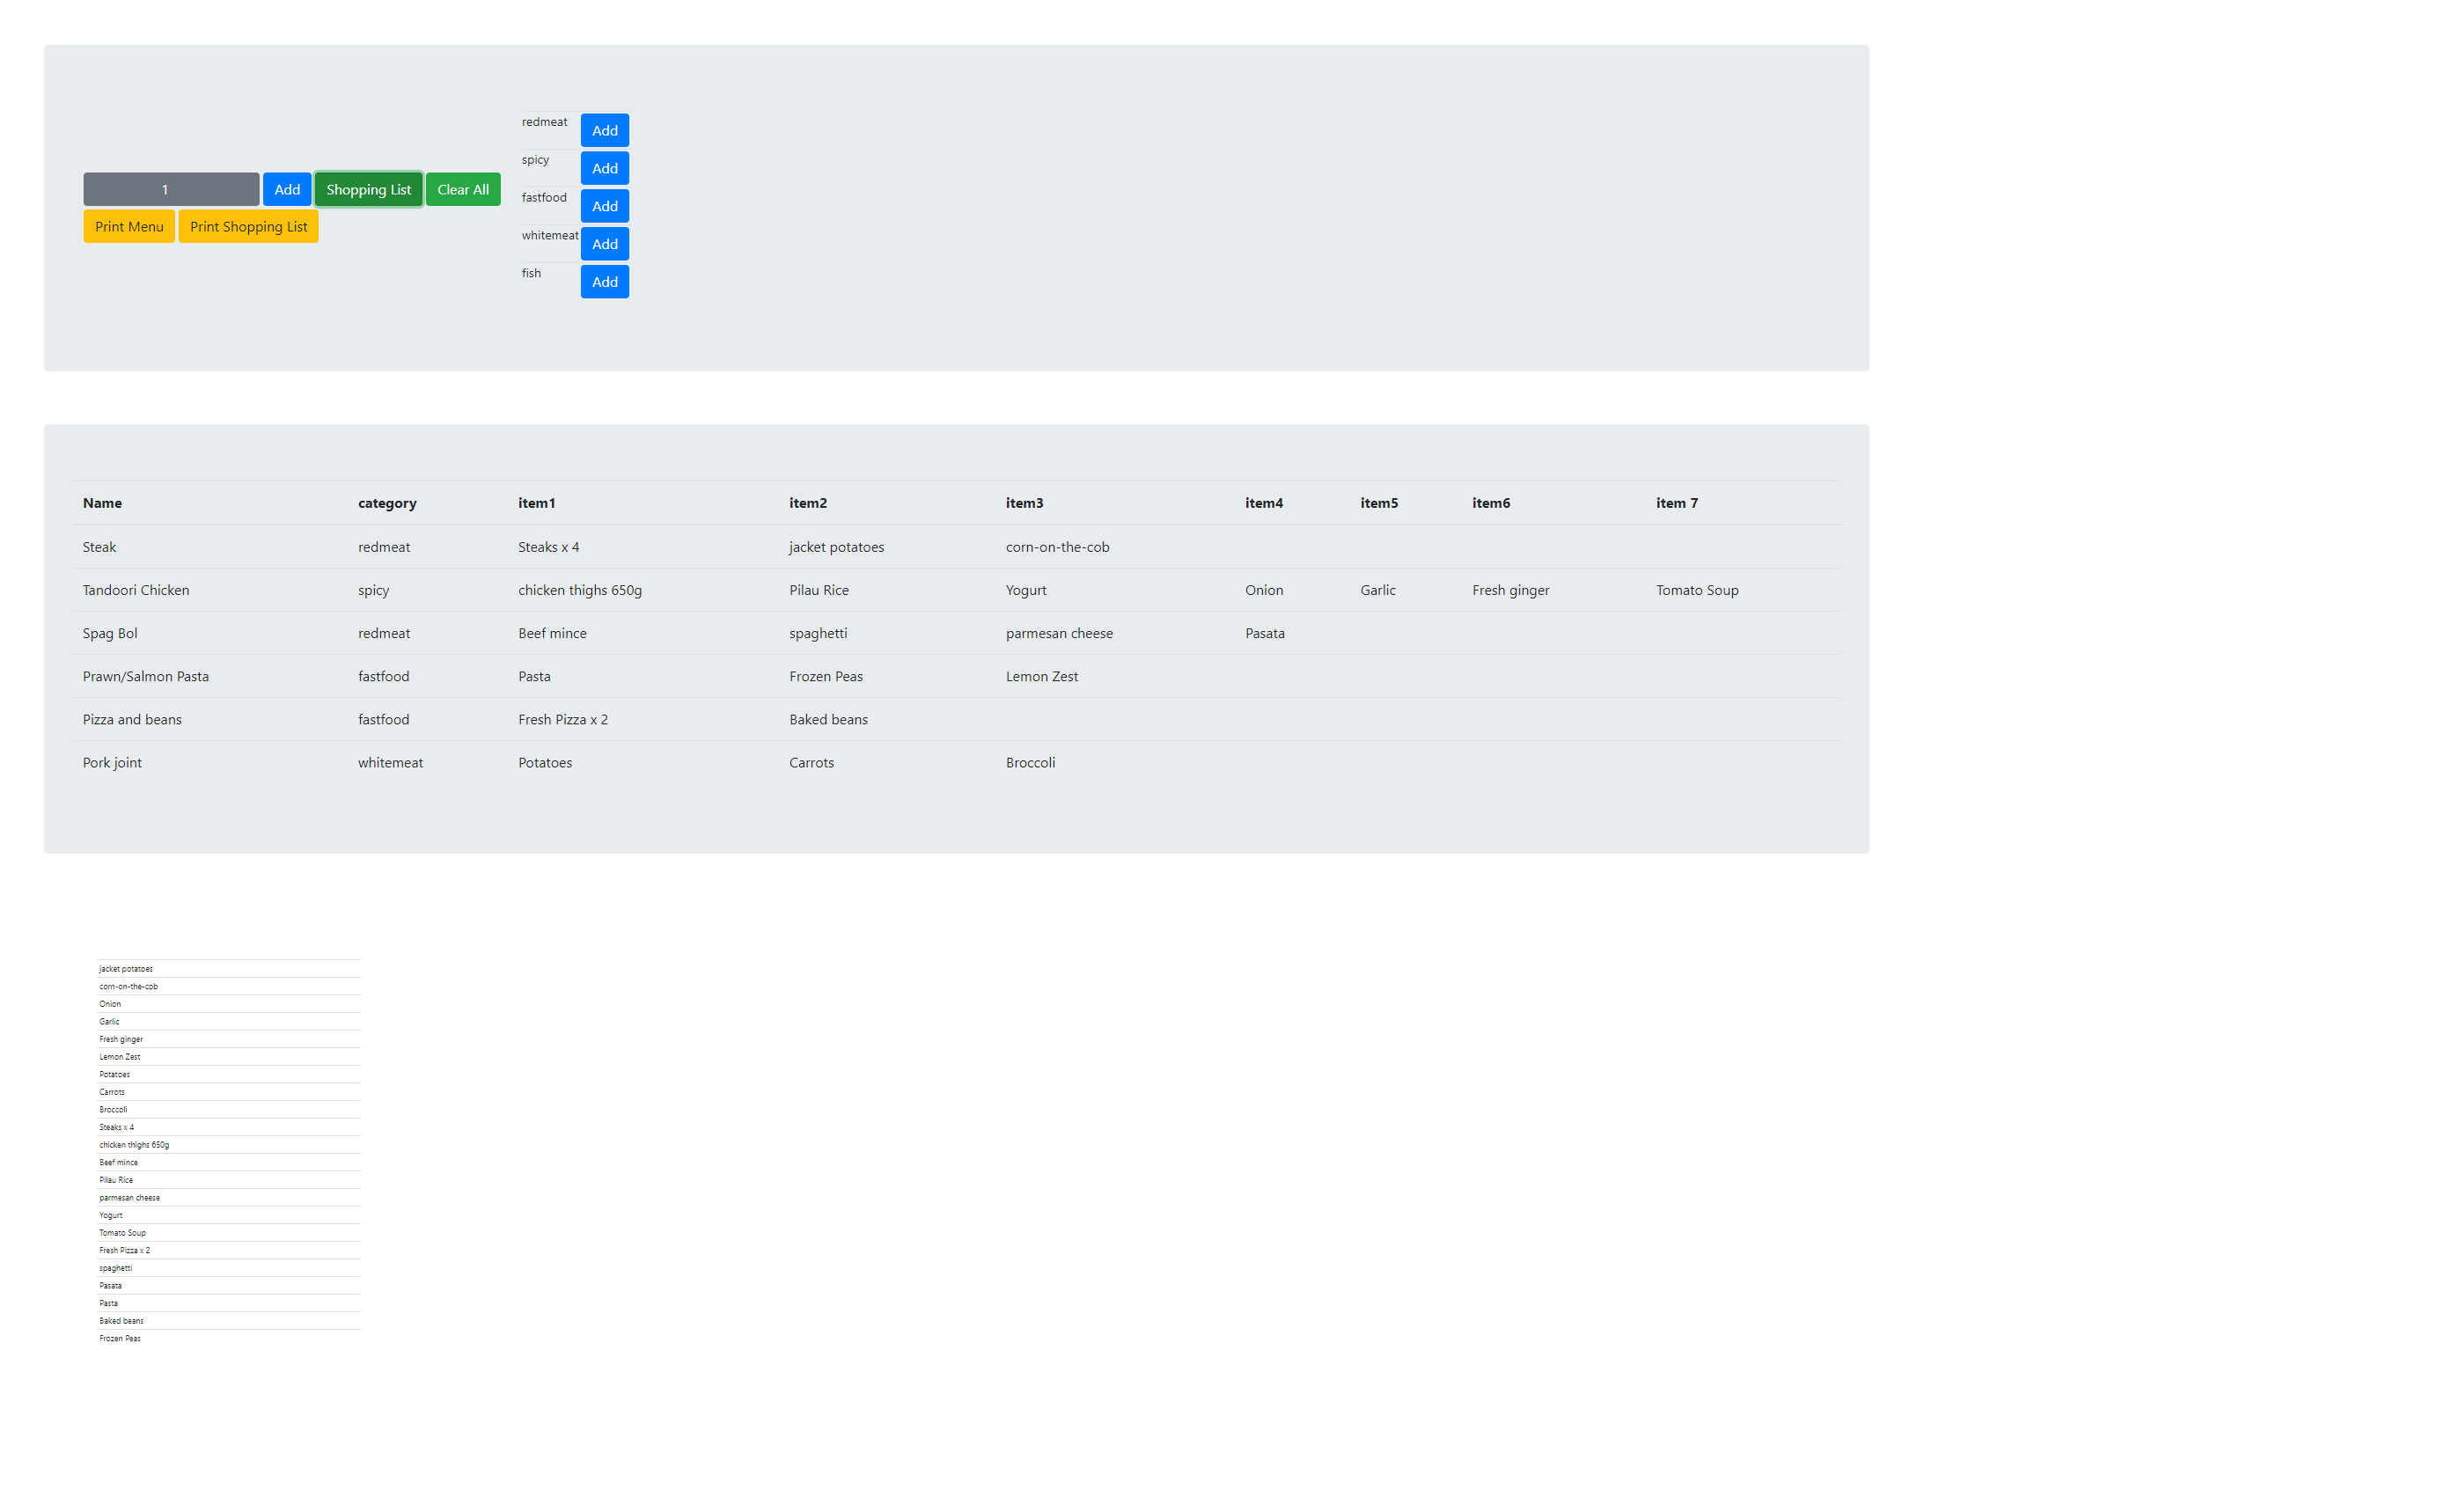 redmeat Add
spicy Add
1 Add Shopping List Clear All
fastfood Add
Print Menu Print Shopping List
whitemeat Add
fish Add
Name category item1 item2 item3 item4 item5 item6 item 7
Steak redmeat Steaks x 4 jacket potatoes corn-on-the-cob
Tandoori Chicken spicy chicken thighs 650g Pilau Rice Yogurt Onion Garlic Fresh ginger Tomato Soup
Spag Bol redmeat Beef mince spaghetti parmesan cheese Pasata
Prawn/Salmon Pasta fastfood Pasta Frozen Peas Lemon Zest
Pizza and beans fastfood Fresh Pizza x 2 Baked beans
Pork joint whitemeat Potatoes Carrots Broccoli
jacket potatoes
corn-on-the-cob
Onion
Garlic
Fresh ginger
Lemon Zest
Potatoes
Carrots
Broccoli
Steaks x 4
chicken thighs 650g
Beef mince
Pilau Rice
parmesan cheese
Yogurt
Tomato Soup
Fresh Pizza x 2
spaghetti
Pasata
Pasta
Baked beans
Frozen Peas